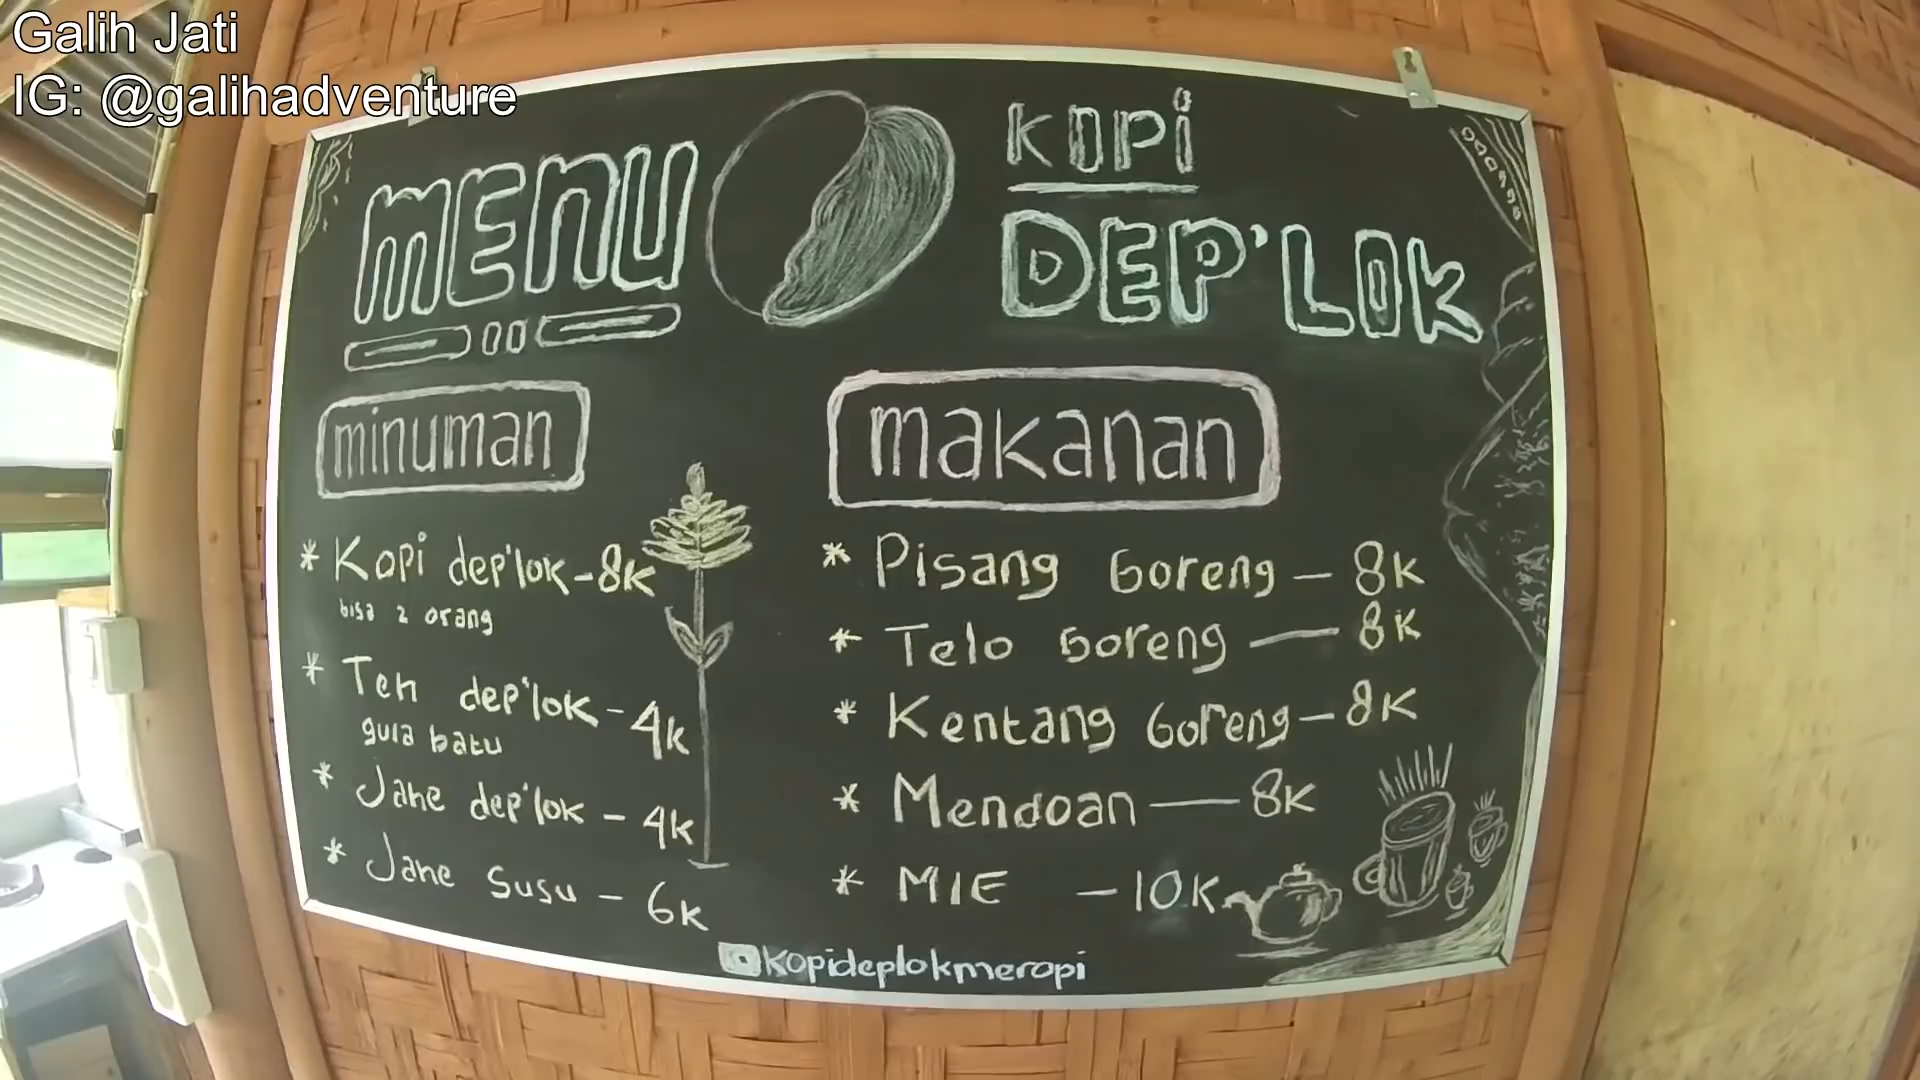 Galih Jati
IG: @galihadventure
MENU
KOPI
DEP'LOK
minuman
* Kopi dep'lok - 8K
bisa 2 orang
* Teh dep'lok - 4K
gula batu
* Jahe dep'lok - 4K
* Jahe Susu - 6K
makanan
* Pisang Goreng - 8K
* Telo Goreng - 8K
* Kentang Goreng - 8K
* Mendoan - 8K
* MIE - 10K
kopideplokmerapi